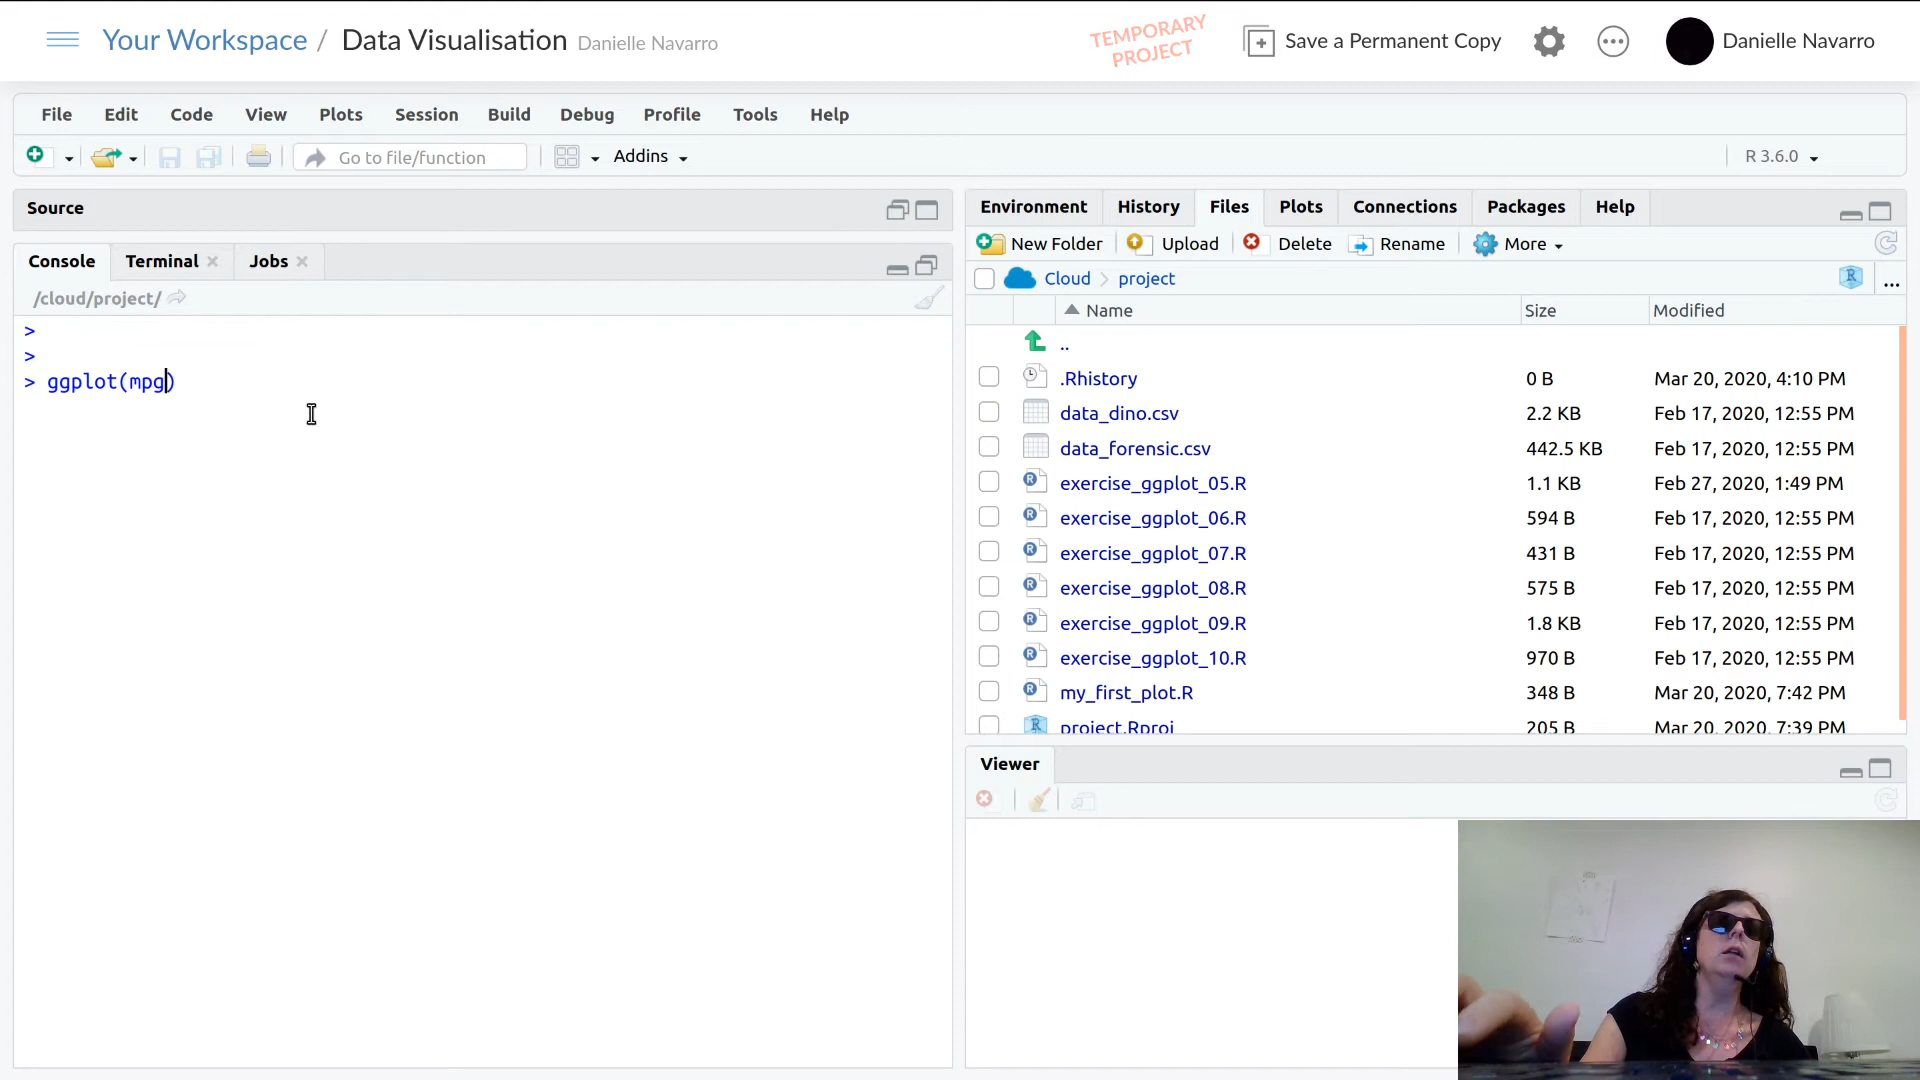 Your Workspace / Data Visualisation Danielle Navarro
TEMPORARY
PROJECT
Save a Permanent Copy
Danielle Navarro
File Edit Code View Plots Session Build Debug Profile Tools Help
Go to file/function
Addins
R 3.6.0
Source
Console Terminal Jobs
/cloud/project/
>
>
> ggplot(mpg)
Environment History Files Plots Connections Packages Help
New Folder Upload Delete Rename More
Cloud project
R
...
Name Size Modified
..
.Rhistory 0 B Mar 20, 2020, 4:10 PM
data_dino.csv 2.2 KB Feb 17, 2020, 12:55 PM
data_forensic.csv 442.5 KB Feb 17, 2020, 12:55 PM
exercise_ggplot_05.R 1.1 KB Feb 27, 2020, 1:49 PM
exercise_ggplot_06.R 594 B Feb 17, 2020, 12:55 PM
exercise_ggplot_07.R 431 B Feb 17, 2020, 12:55 PM
exercise_ggplot_08.R 575 B Feb 17, 2020, 12:55 PM
exercise_ggplot_09.R 1.8 KB Feb 17, 2020, 12:55 PM
exercise_ggplot_10.R 970 B Feb 17, 2020, 12:55 PM
my_first_plot.R 348 B Mar 20, 2020, 7:42 PM
project.Rproj 205 B Mar 20, 2020, 7:39 PM
Viewer